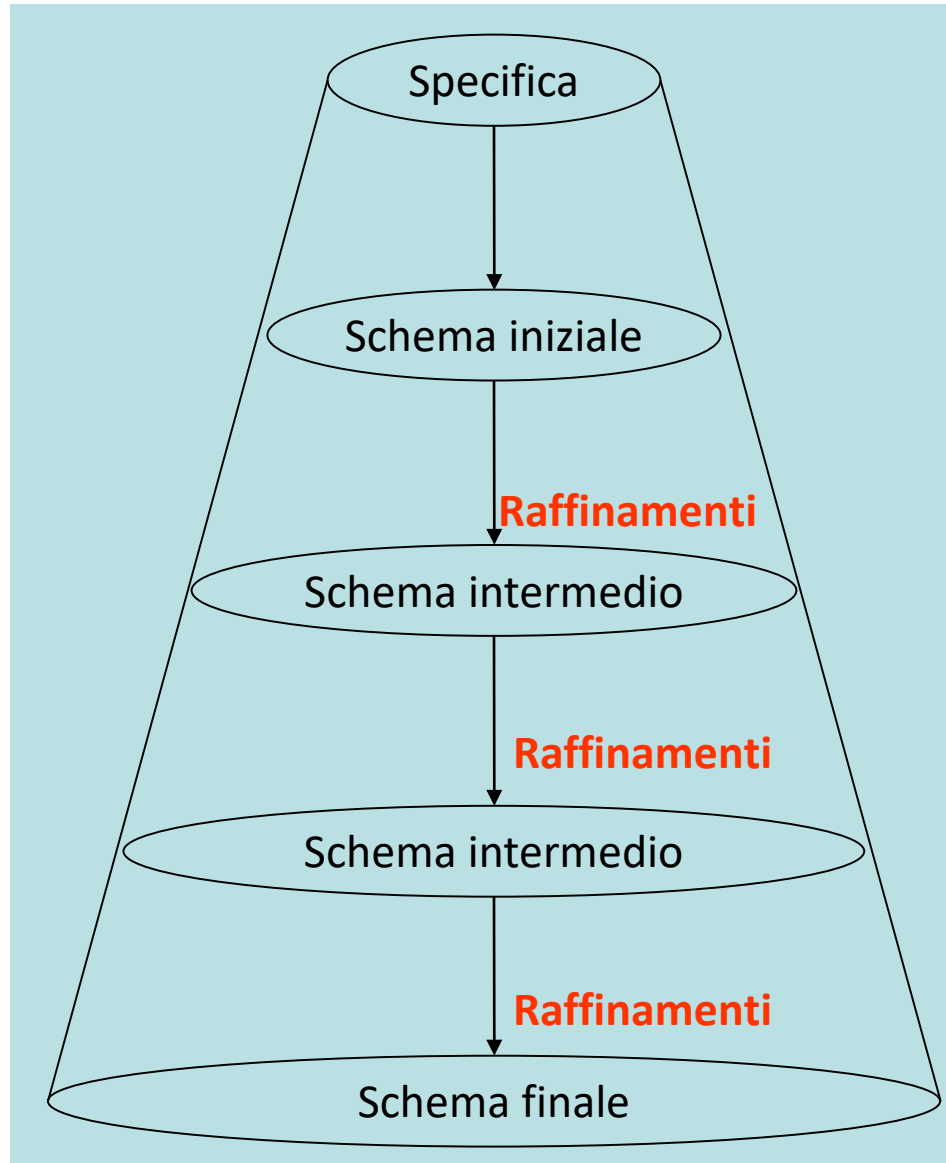 Specifica
Schema iniziale
Raffinamenti
Schema intermedio
Raffinamenti
Schema intermedio
Raffinamenti
Schema finale